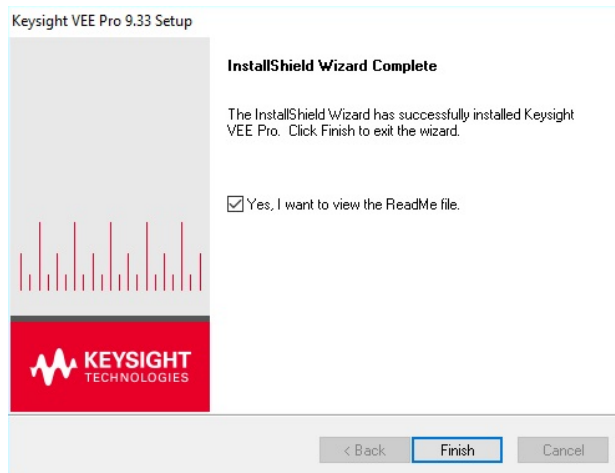 Keysight VEE Pro 9.33 Setup
InstallShield Wizard Complete
The InstallShield Wizard has successfully installed Keysight
VEE Pro. Click Finish to exit the wizard.
Yes, I want to view the ReadMe file.
KEYSIGHT
TECHNOLOGIES
< Back
Finish
Cancel